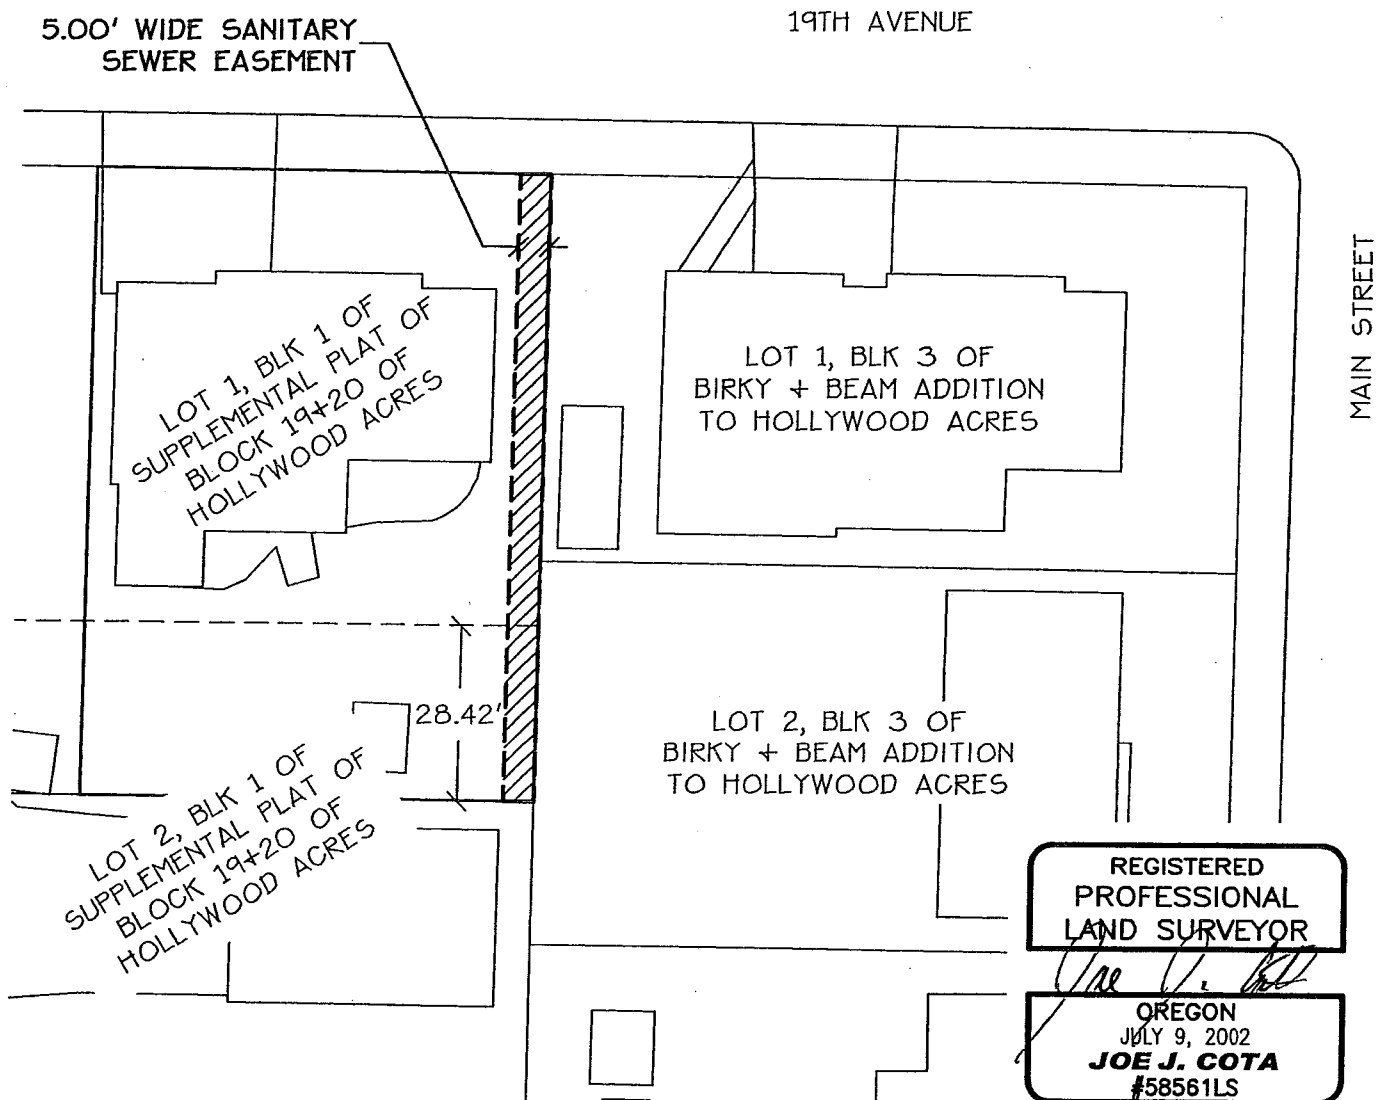 5.00' WIDE SANITARY
SEWER EASEMENT
19TH AVENUE
MAIN STREET
LOT 1, BLK 1 OF
SUPPLEMENTAL PLAT OF
BLOCK 19+20 OF
HOLLYWOOD ACRES
LOT 1, BLK 3 OF
BIRKY + BEAM ADDITION
TO HOLLYWOOD ACRES
28.42'
LOT 2, BLK 3 OF
BIRKY + BEAM ADDITION
TO HOLLYWOOD ACRES
LOT 2, BLK 1 OF
SUPPLEMENTAL PLAT OF
BLOCK 19+20 OF
HOLLYWOOD ACRES
REGISTERED
PROFESSIONAL
LAND SURVEYOR
OREGON
JULY 9, 2002
JOE J. COTA
#58561LS